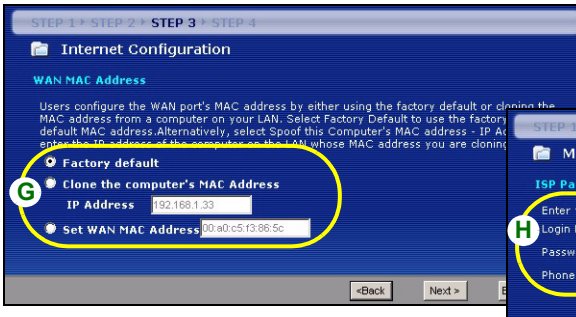 STEP 1 STEP 2 STEP 3 STEP 4
Internet Configuration
WAN MAC Address
Users configure the WAN port's MAC address by either using the factory default or cloning the
MAC address from a computer on your LAN. Select Factory Default to use the factory
default MAC address.Alternatively, select Spoof this Computer's MAC address - IP
enter the IP address of the computer on the LAN whose MAC address you are cloning
Factory default
G
Clone the computer's MAC Address
IP Address 192.168.1.33
Set WAN MAC Address 00:a0:c5:f3:86:5c
<Back Next >
STEP 1
M
ISP
Enter
H
Login
Phone